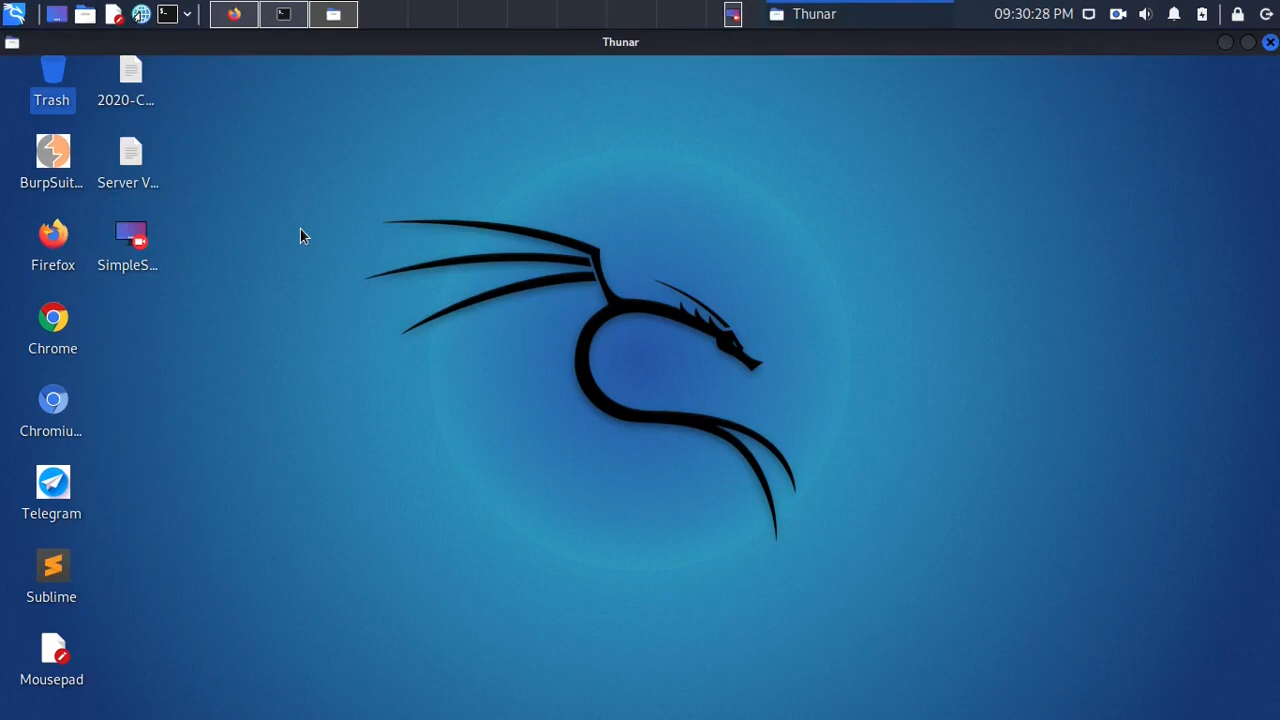 Thunar
09:30:28 PM
Thunar
Trash
2020-C...
BurpSuit...
Server V...
Firefox
SimpleS...
Chrome
Chromiu...
Telegram
Sublime
Mousepad